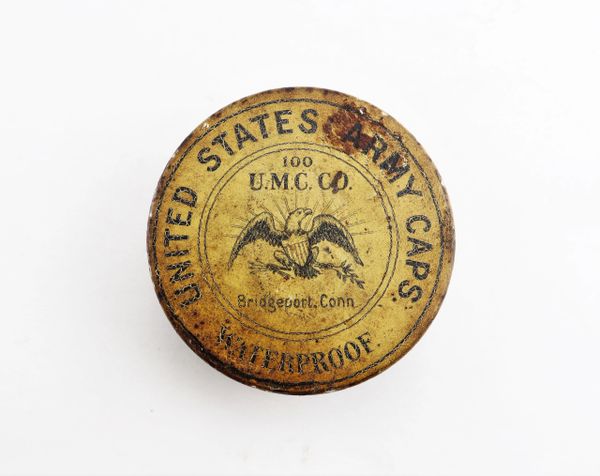 UNITED STATES ARMY CAPS
100
U.M.C. CO.
Bridgeport, Conn
WATERPROOF.